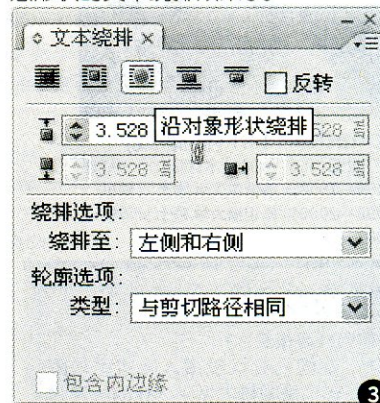 文本绕排 ×
反转
3.528 沿对象形状绕排 528
3.528 3.528
绕排选项:
绕排至: 左侧和右侧
轮廓选项:
类型: 与剪切路径相同
包含内边缘
3